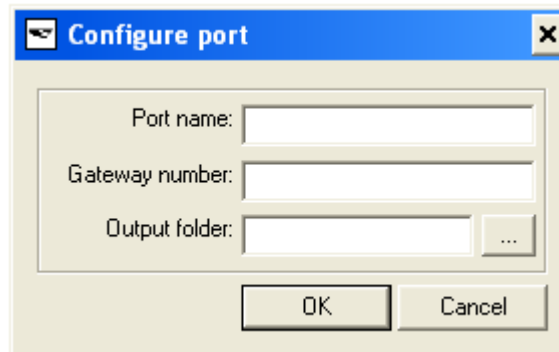 Configure port
Port name:
Gateway number:
Output folder:
...
OK Cancel